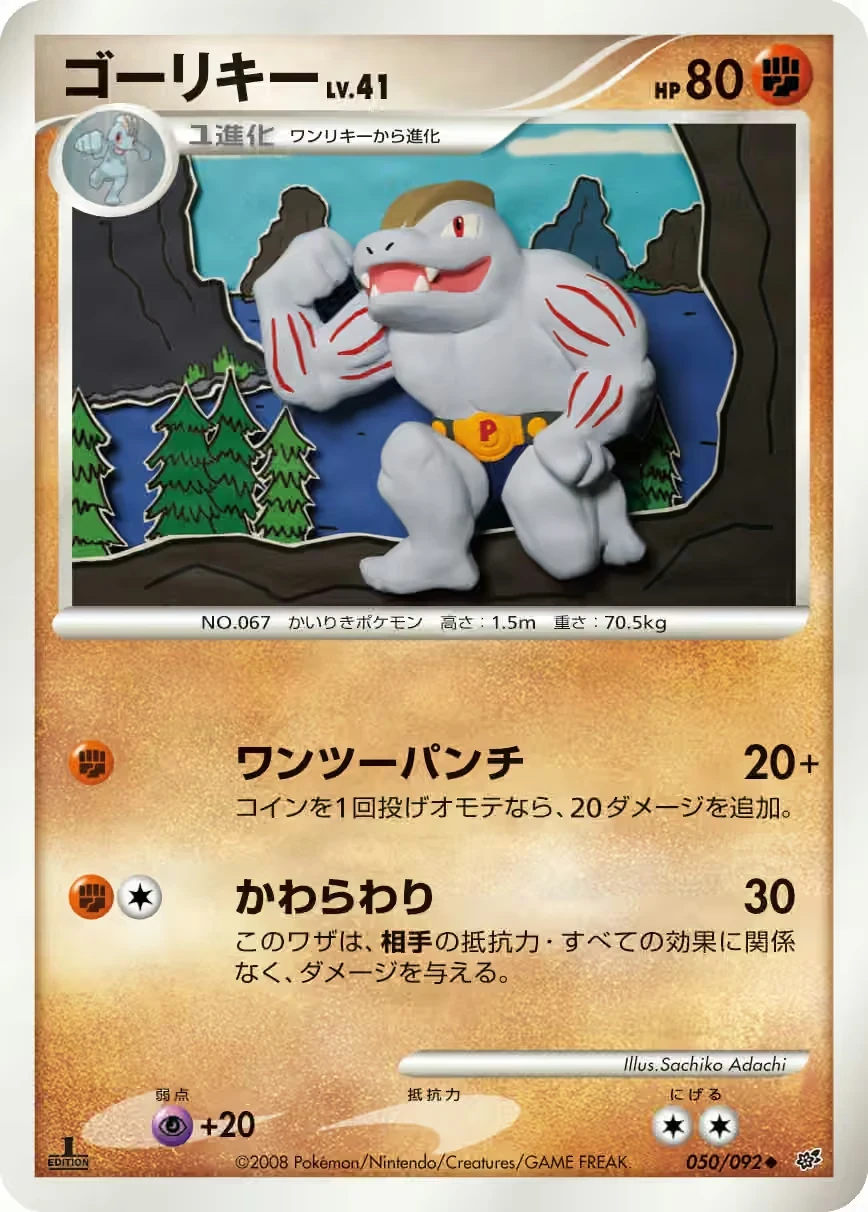 ゴーリキー LV.41 HP 80
1進化 ワンリキーから進化
P
NO.067 かいりきポケモン 高さ：1.5m 重さ：70.5kg
ワンツーパンチ 20+
コインを1回投げオモテなら、20ダメージを追加。
かわらわり 30
このワザは、相手の抵抗力・すべての効果に関係
なく、ダメージを与える。
Illus.Sachiko Adachi
弱点 抵抗力 にげる
+20
1 EDITION ©2008 Pokémon/Nintendo/Creatures/GAME FREAK. 050/092◆